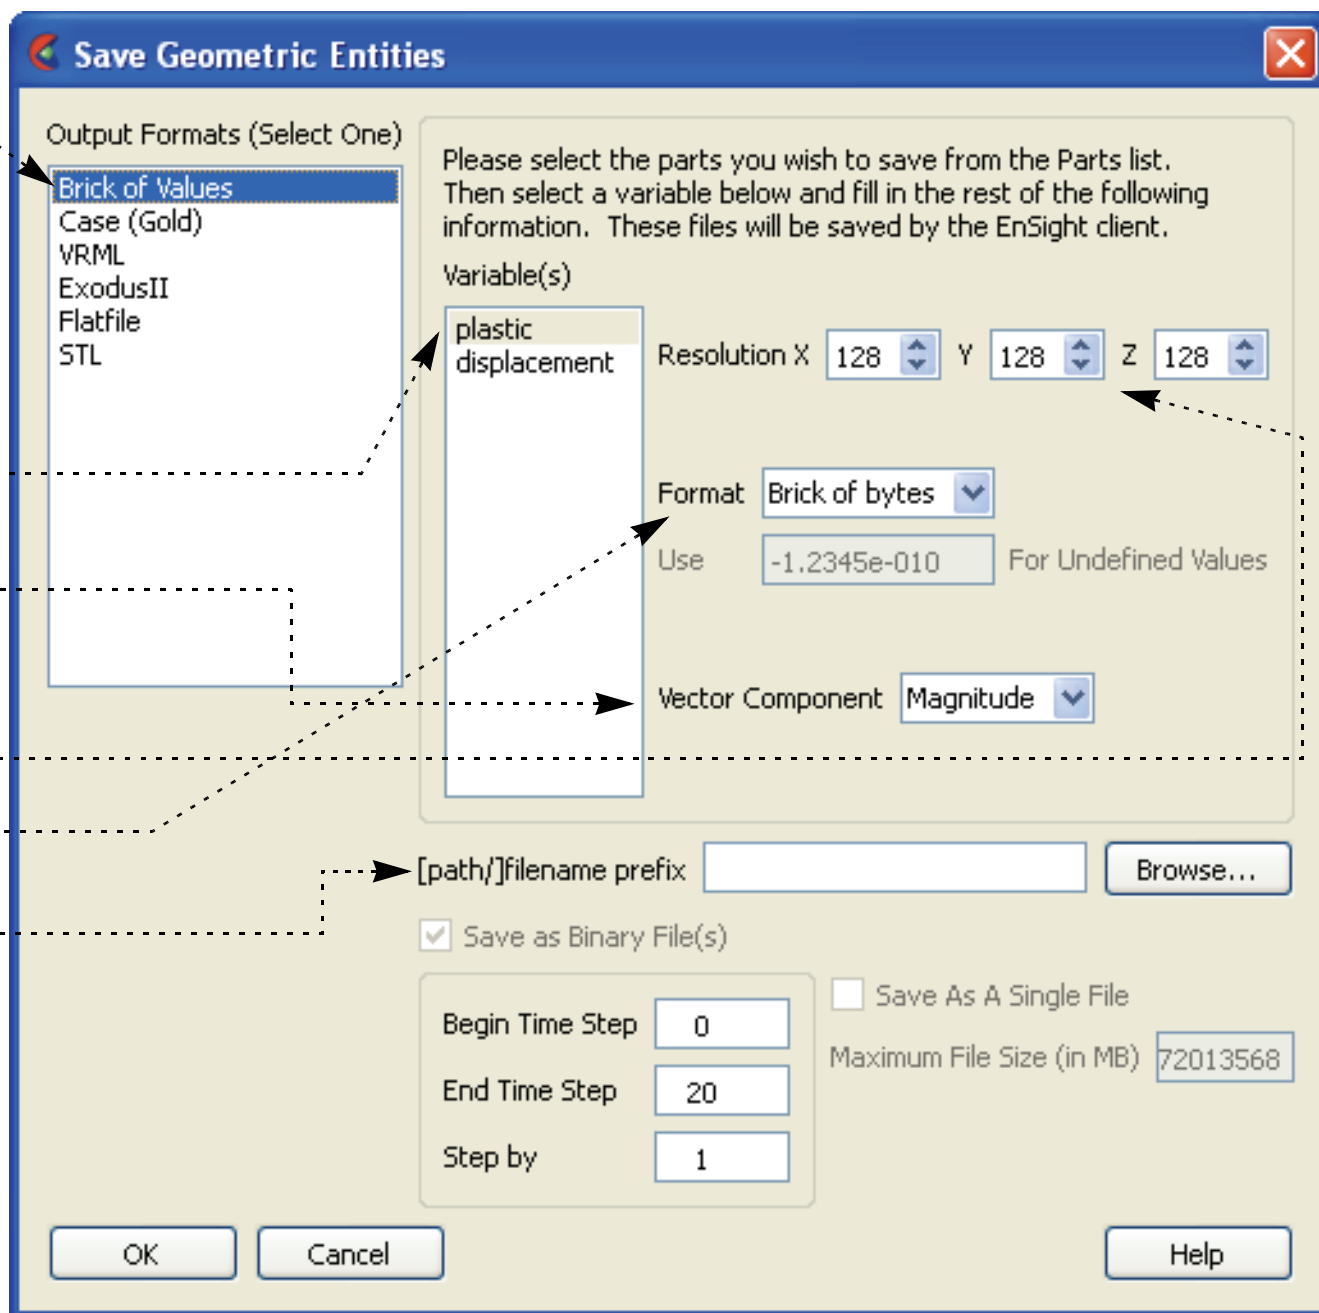 Save Geometric Entities
Output Formats (Select One)
Brick of Values
Case (Gold)
VRML
ExodusII
Flatfile
STL
Please select the parts you wish to save from the Parts list.
Then select a variable below and fill in the rest of the following
information.  These files will be saved by the EnSight client.
Variable(s)
plastic
displacement
Resolution X 128 Y 128 Z 128
Format Brick of bytes
Use -1.2345e-010 For Undefined Values
Vector Component Magnitude
[path/]filename prefix Browse...
Save as Binary File(s)
Begin Time Step 0
End Time Step 20
Step by 1
Save As A Single File
Maximum File Size (in MB) 72013568
OK Cancel Help